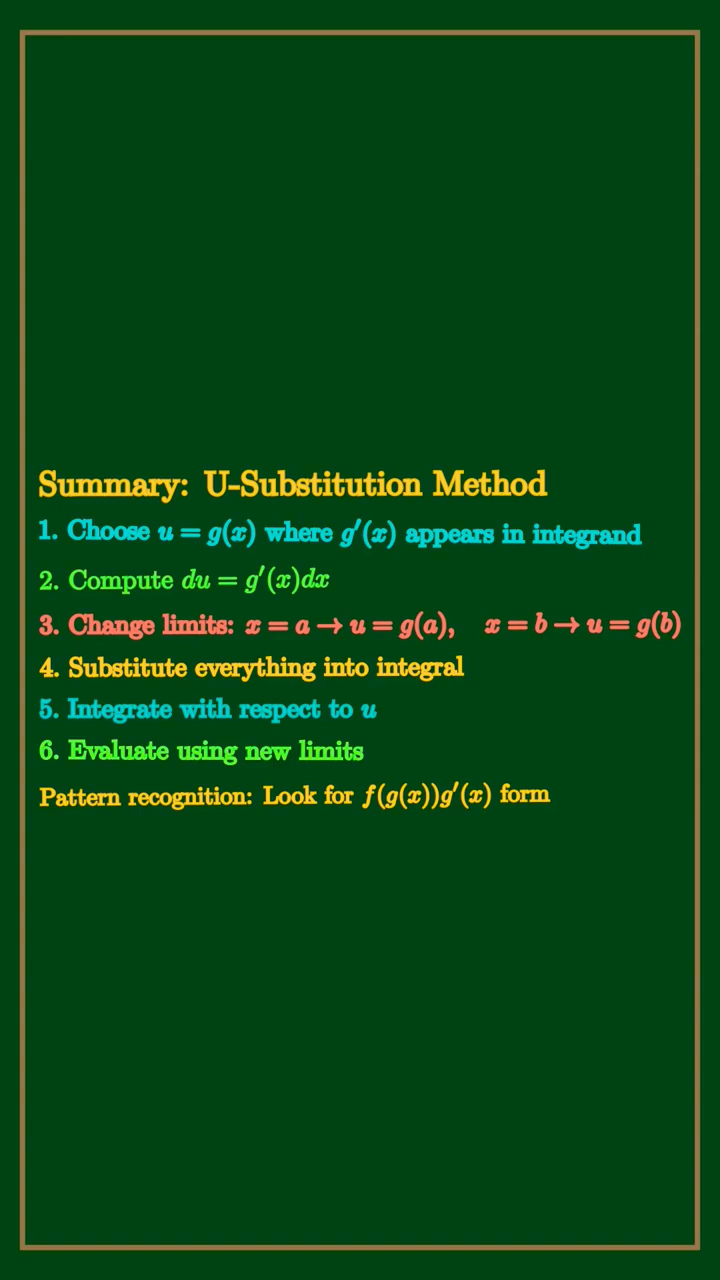 Summary: U-Substitution Method
1. Choose u = g(x) where g′(x) appears in integrand
2. Compute du = g′(x)dx
3. Change limits: x = a → u = g(a), x = b → u = g(b)
4. Substitute everything into integral
5. Integrate with respect to u
6. Evaluate using new limits
Pattern recognition: Look for f(g(x))g′(x) form